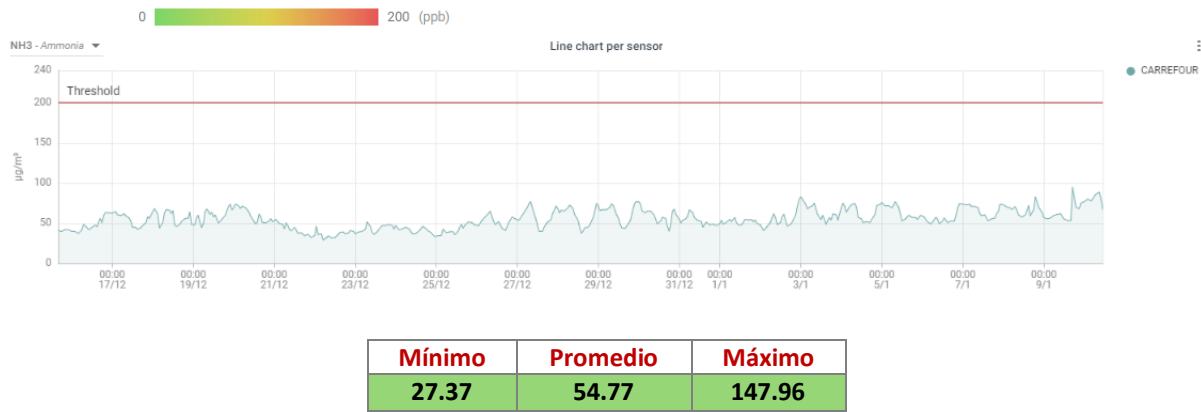 0 200 (ppb)
NH3 - Ammonia
Line chart per sensor
CARREFOUR
240
Threshold
200
150
100
50
0
µg/m³
00:00 00:00 00:00 00:00 00:00 00:00 00:00 00:00 00:00 00:00 00:00 00:00 00:00
17/12 19/12 21/12 23/12 25/12 27/12 29/12 31/12 1/1 3/1 5/1 7/1 9/1
Mínimo Promedio Máximo
27.37 54.77 147.96